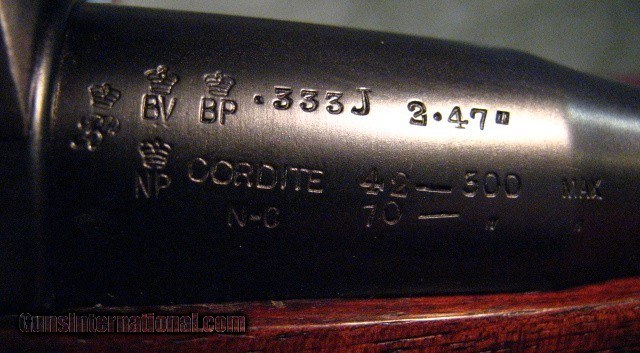 BV BP .333J 2.47"
NP CORDITE 42 — 300 MAX
N-C 70 — " "
GunsInternational.com